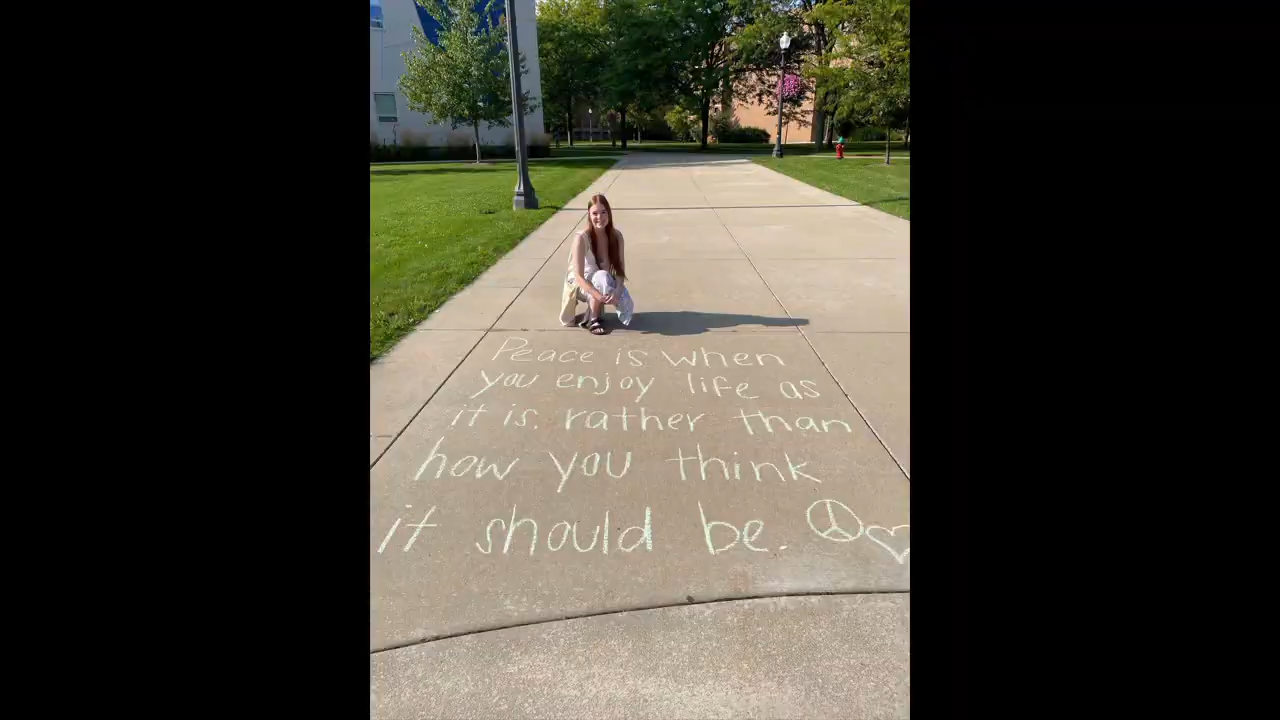 Peace is when
you enjoy life as
it is. rather than
how you think
it should be.